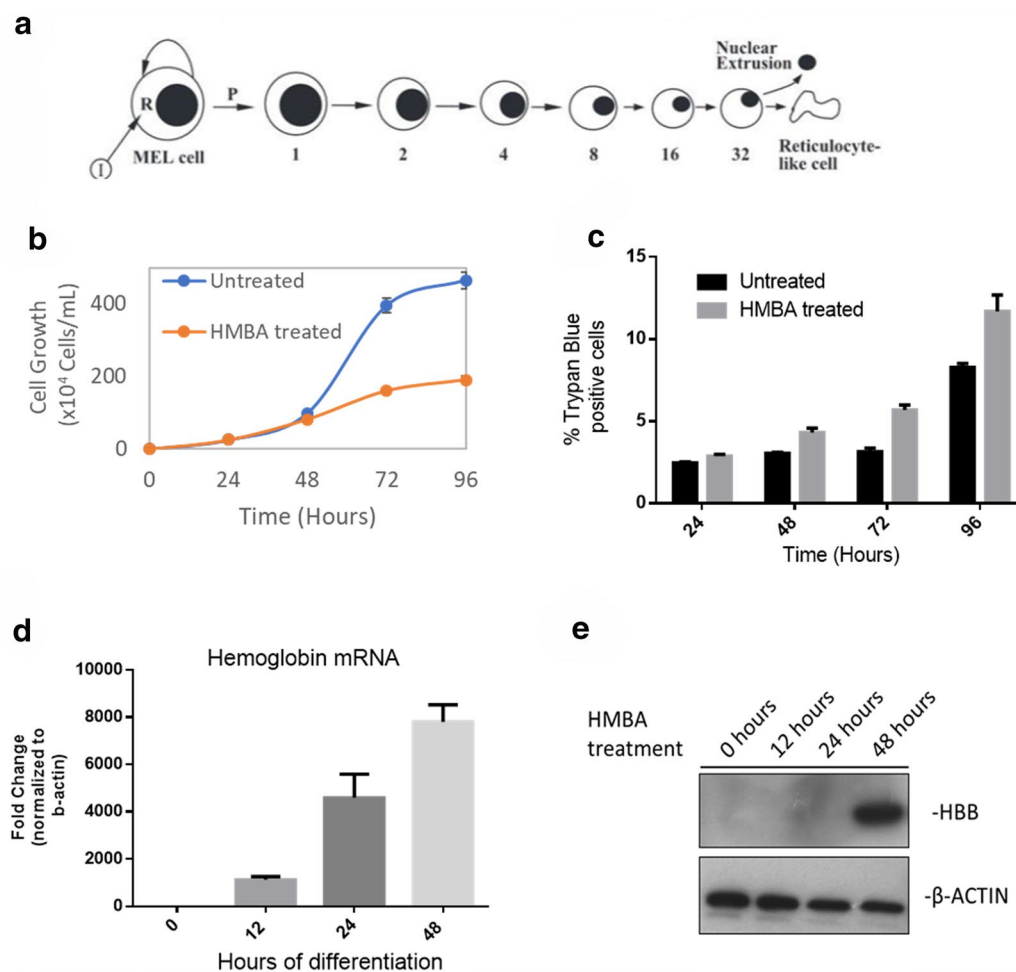 a
Nuclear
Extrusion
R
P
I
MEL cell
1
2
4
8
16
32
Reticulocyte-
like cell
b
Untreated
HMBA treated
Cell Growth
(x10⁴ Cells/mL)
400
200
0
0 24 48 72 96
Time (Hours)
c
Untreated
HMBA treated
% Trypan Blue
positive cells
15
10
5
0
24 48 72 96
Time (Hours)
d
Hemoglobin mRNA
Fold Change
(normalized to
b-actin)
10000
8000
6000
4000
2000
0
0 12 24 48
Hours of differentiation
e
HMBA
treatment
0 hours
12 hours
24 hours
48 hours
-HBB
-β-ACTIN